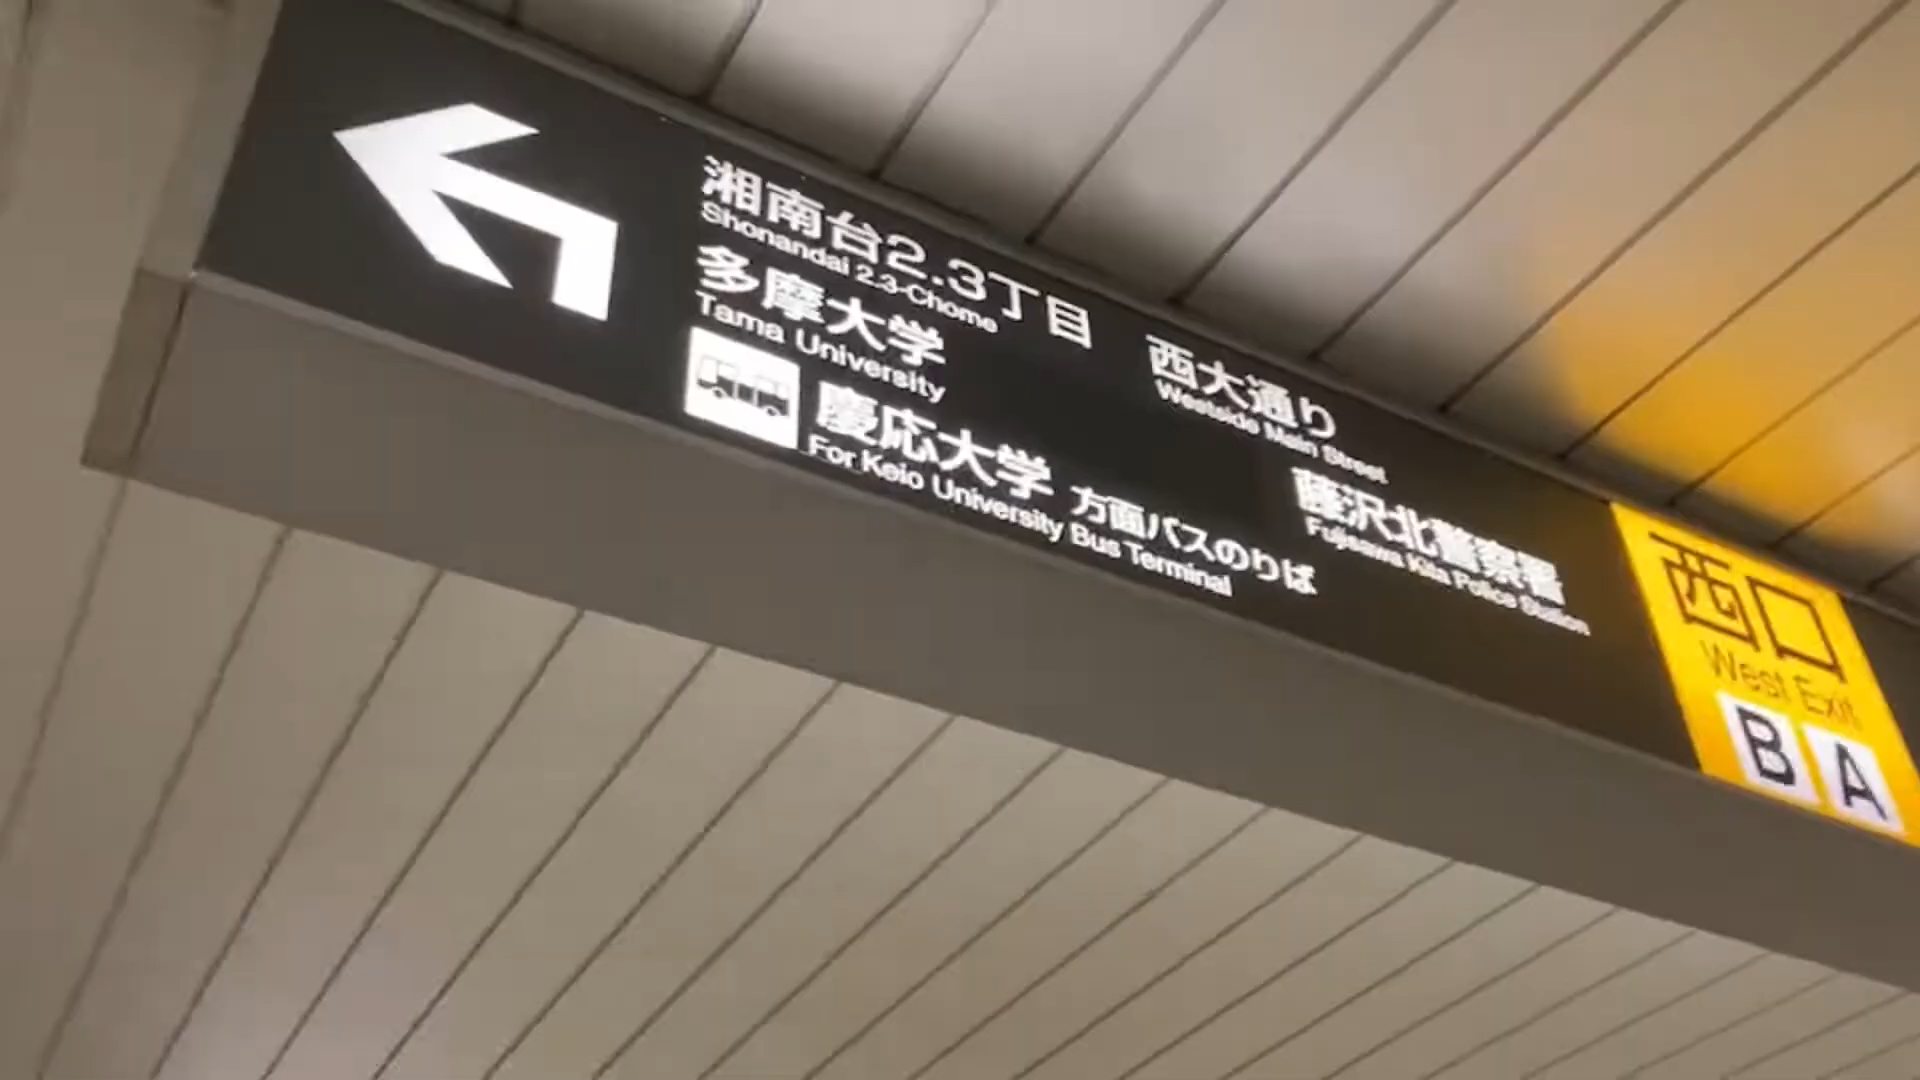 湘南台2.3丁目
Shonandai 2.3-Chome
西大通り
Westside Main Street
多摩大学
Tama University
藤沢北警察署
Fujisawa Kita Police Station
慶応大学 方面バスのりば
For Keio University Bus Terminal
西口
West Exit
B A